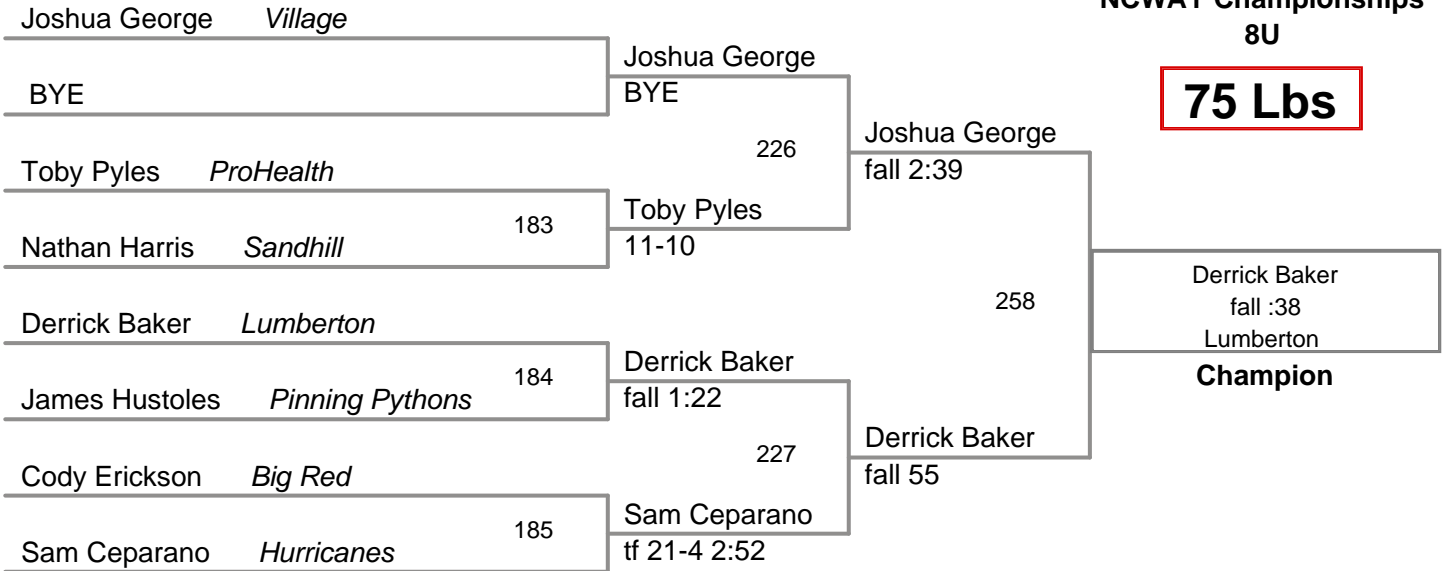 NCWAY Championships
8U
75 Lbs
Joshua George Village
BYE
Toby Pyles ProHealth
183
Nathan Harris Sandhill
Derrick Baker Lumberton
184
James Hustoles Pinning Pythons
Cody Erickson Big Red
185
Sam Ceparano Hurricanes
Joshua George
BYE
226
Toby Pyles
11-10
Derrick Baker
fall 1:22
227
Sam Ceparano
tf 21-4 2:52
Joshua George
fall 2:39
258
Derrick Baker
fall 55
Derrick Baker
fall :38
Lumberton
Champion